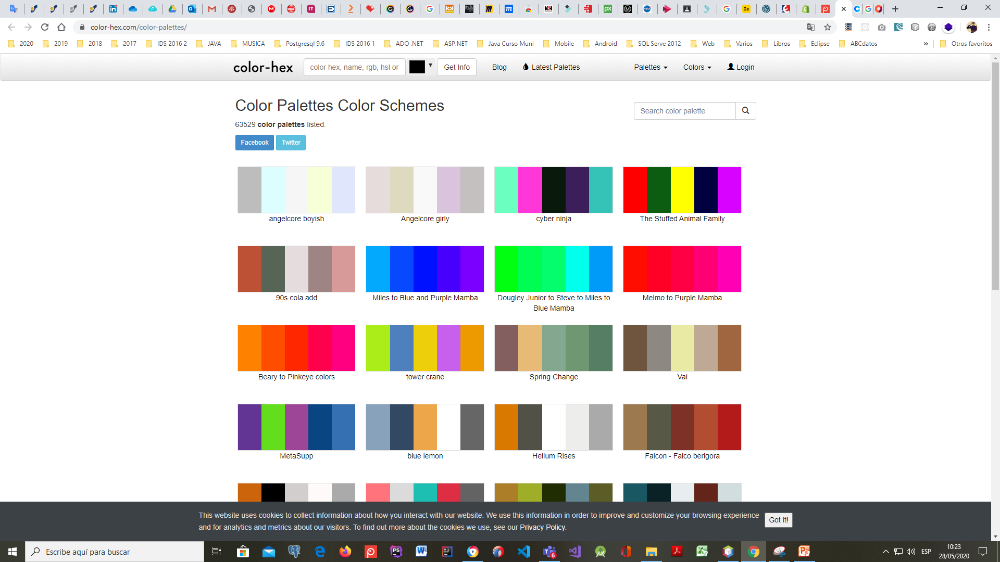 color-hex.com/color-palettes/
2020 2019 2018 2017 IDS 2016 2 JAVA MUSICA Postgresql 9.6 IDS 2016 1 ADO .NET ASP.NET Java Curso Muni Mobile Android SQL Serve 2012 Web Varios Libros Eclipse ABCdatos » Otros favoritos
color-hex color hex, name, rgb, hsl or Get Info Blog Latest Palettes Palettes Colors Login
Color Palettes Color Schemes
Search color palette
63529 color palettes listed.
Facebook Twitter
angelcore boyish Angelcore girly cyber ninja The Stuffed Animal Family
90s cola add Miles to Blue and Purple Mamba Dougley Junior to Steve to Miles to Melmo to Purple Mamba
Blue Mamba
Beary to Pinkeye colors tower crane Spring Change Vai
MetaSupp blue lemon Helium Rises Falcon - Falco berigora
This website uses cookies to collect information about how you interact with our website. We use this information in order to improve and customize your browsing experience
and for analytics and metrics about our visitors. To find out more about the cookies we use, see our Privacy Policy.
Got it!
Escribe aquí para buscar
ESP
10:23
28/05/2020